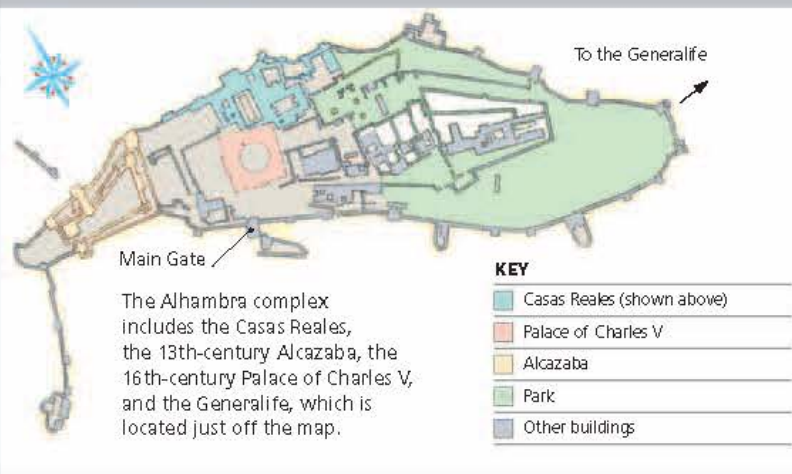 To the Generalife
Main Gate
The Alhambra complex
includes the Casas Reales,
the 13th-century Alcazaba, the
16th-century Palace of Charles V,
and the Generalife, which is
located just off the map.
KEY
Casas Reales (shown above)
Palace of Charles V
Alcazaba
Park
Other buildings